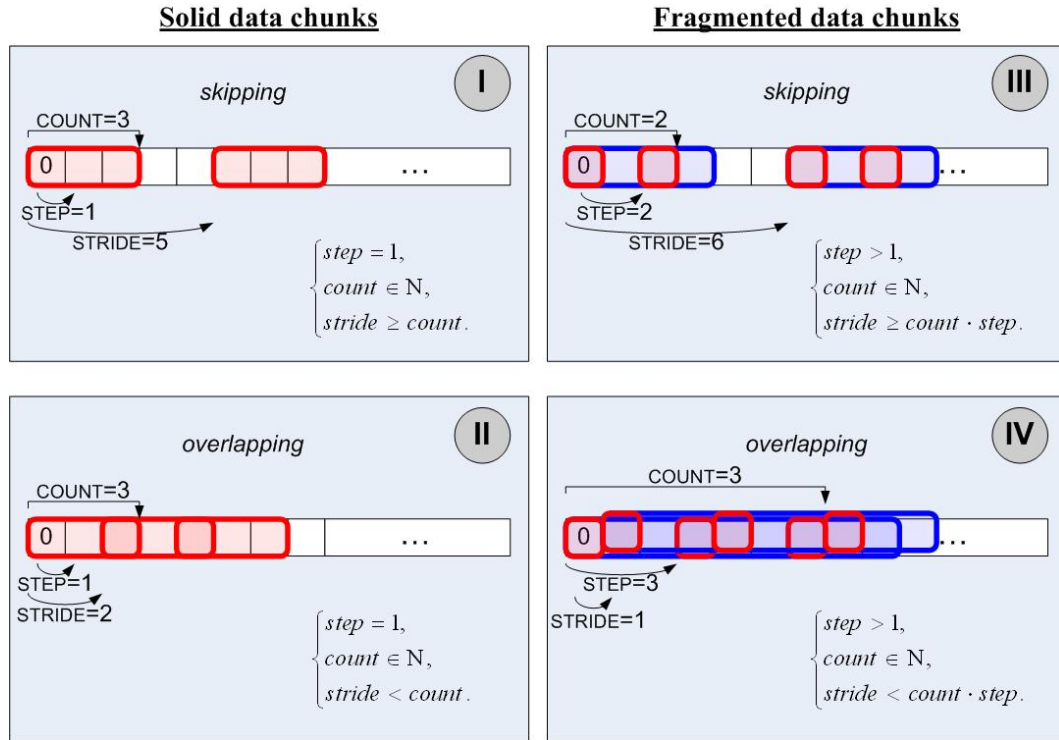 Solid data chunks
Fragmented data chunks
I
skipping
COUNT=3
0
...
STEP=1
STRIDE=5
step = 1,
count ∈ N,
stride ≥ count.
III
skipping
COUNT=2
0
...
STEP=2
STRIDE=6
step > 1,
count ∈ N,
stride ≥ count · step.
II
overlapping
COUNT=3
0
...
STEP=1
STRIDE=2
step = 1,
count ∈ N,
stride < count.
IV
overlapping
COUNT=3
0
...
STEP=3
STRIDE=1
step > 1,
count ∈ N,
stride < count · step.